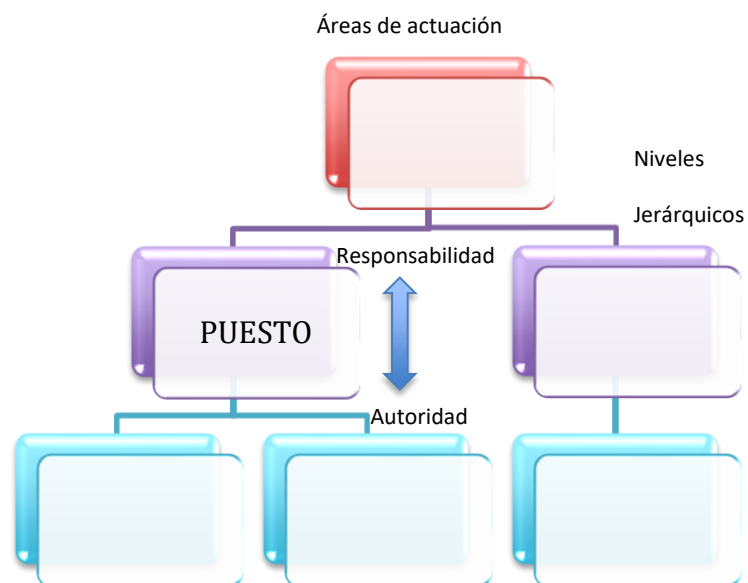 Áreas de actuación
Niveles
Jerárquicos
Responsabilidad
PUESTO
Autoridad